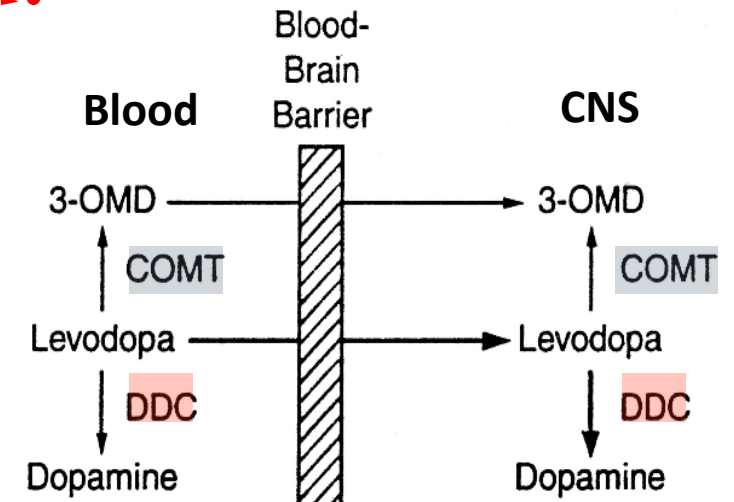 Blood-
Brain
Barrier
Blood
CNS
3-OMD
3-OMD
COMT
COMT
Levodopa
Levodopa
DDC
DDC
Dopamine
Dopamine